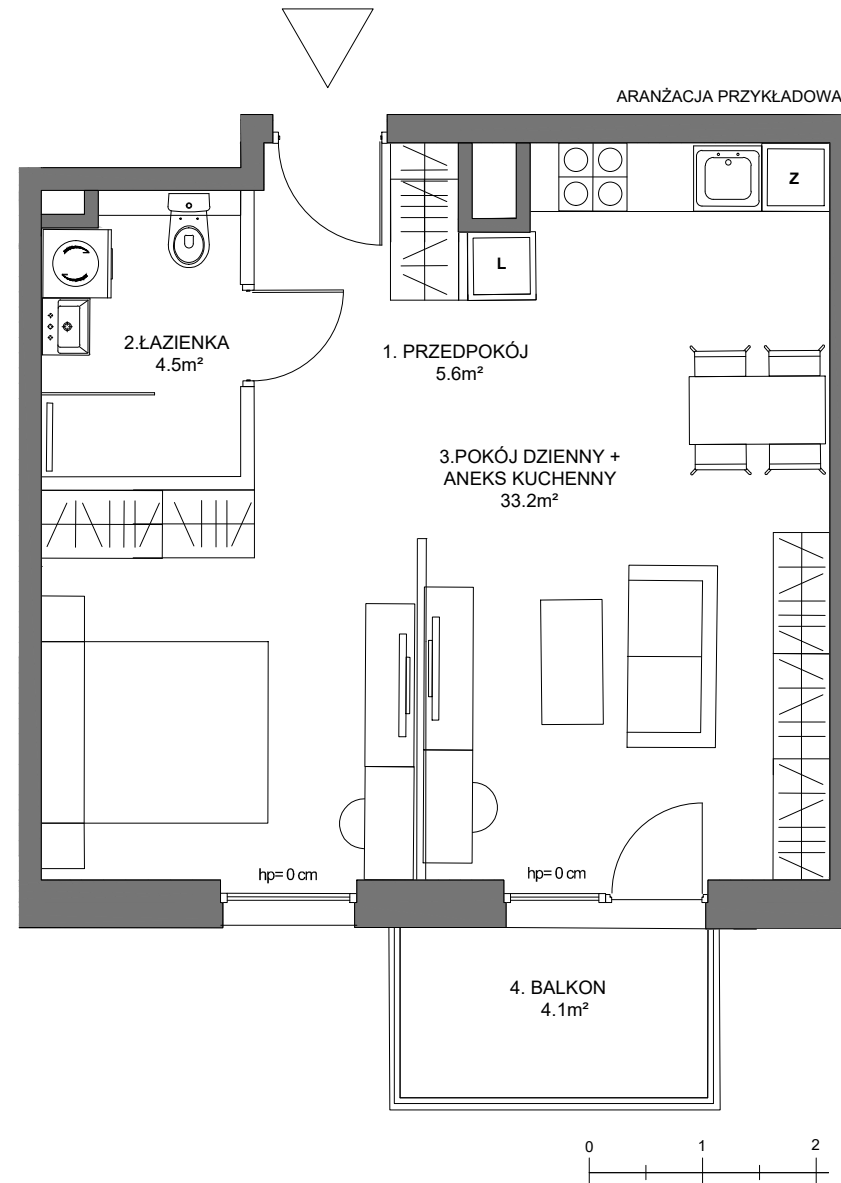 ARANŻACJA PRZYKŁADOWA
Z
L
2.ŁAZIENKA
4.5m²
1. PRZEDPOKÓJ
5.6m²
3.POKÓJ DZIENNY +
ANEKS KUCHENNY
33.2m²
hp= 0 cm
hp= 0 cm
4. BALKON
4.1m²
0 1 2